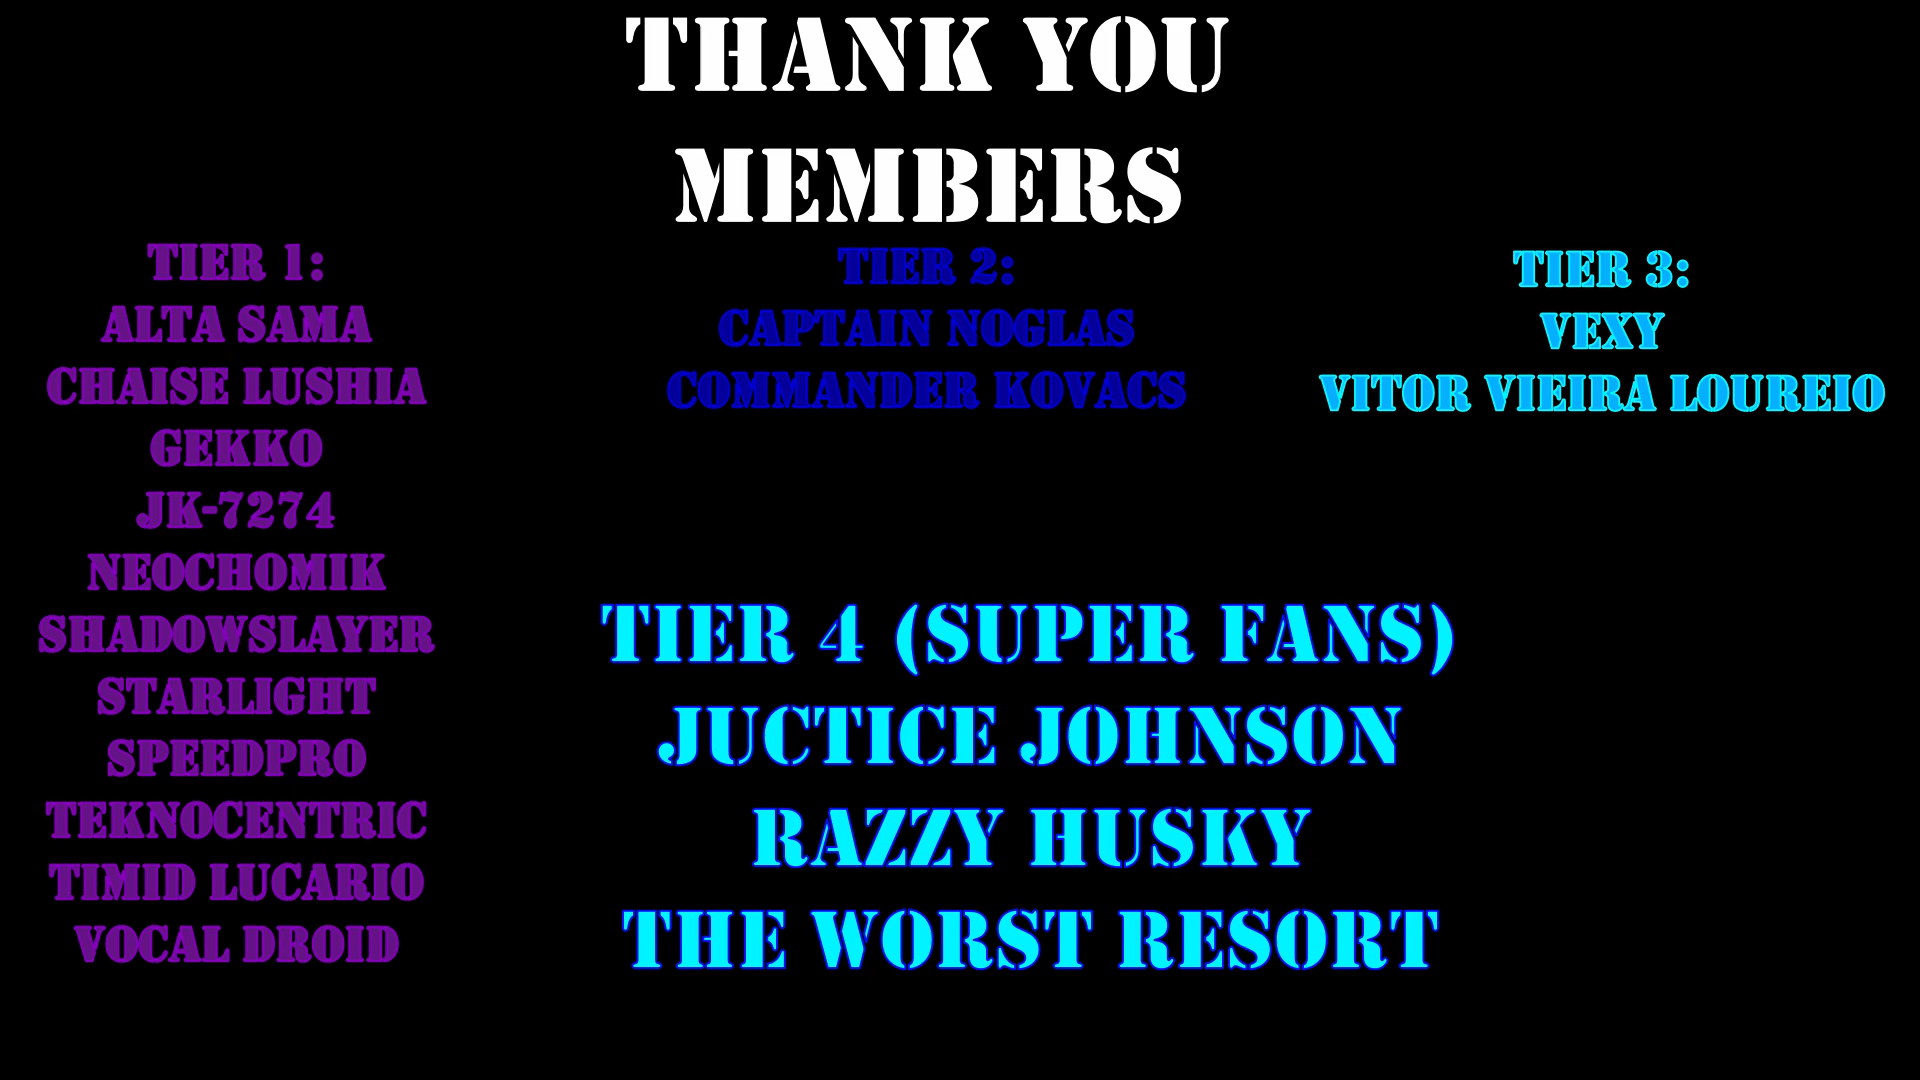 THANK YOU
MEMBERS
TIER 1:
ALTA SAMA
CHAISE LUSHIA
GEKKO
JK-7274
NEOCHOMIK
SHADOWSLAYER
STARLIGHT
SPEEDPRO
TEKNOCENTRIC
TIMID LUCARIO
VOCAL DROID
TIER 2:
CAPTAIN NOGLAS
COMMANDER KOVACS
TIER 3:
VEXY
VITOR VIEIRA LOUREIO
TIER 4 (SUPER FANS)
JUCTICE JOHNSON
RAZZY HUSKY
THE WORST RESORT